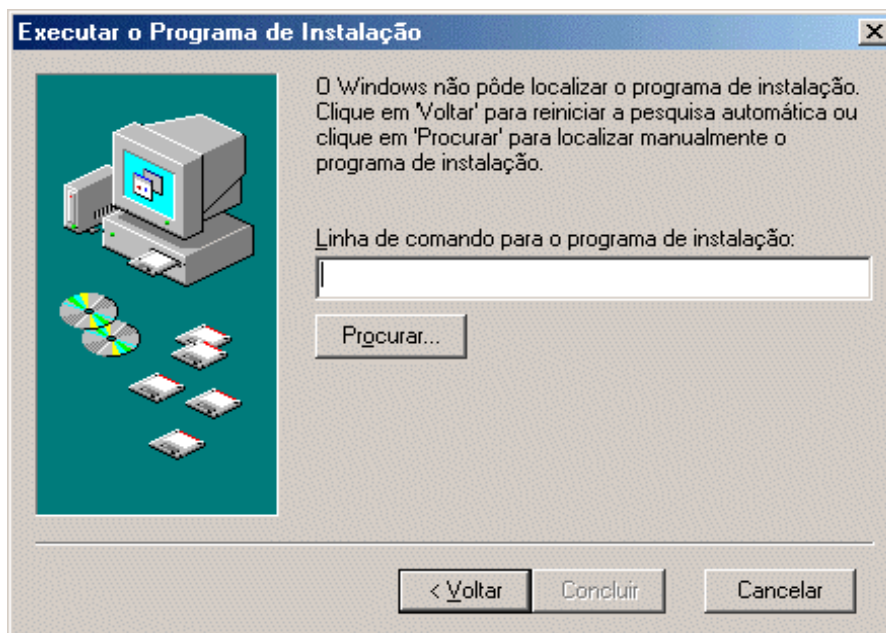 Executar o Programa de Instalação
O Windows não pôde localizar o programa de instalação.
Clique em 'Voltar' para reiniciar a pesquisa automática ou
clique em 'Procurar' para localizar manualmente o
programa de instalação.
Linha de comando para o programa de instalação:
Procurar...
< Voltar
Concluir
Cancelar